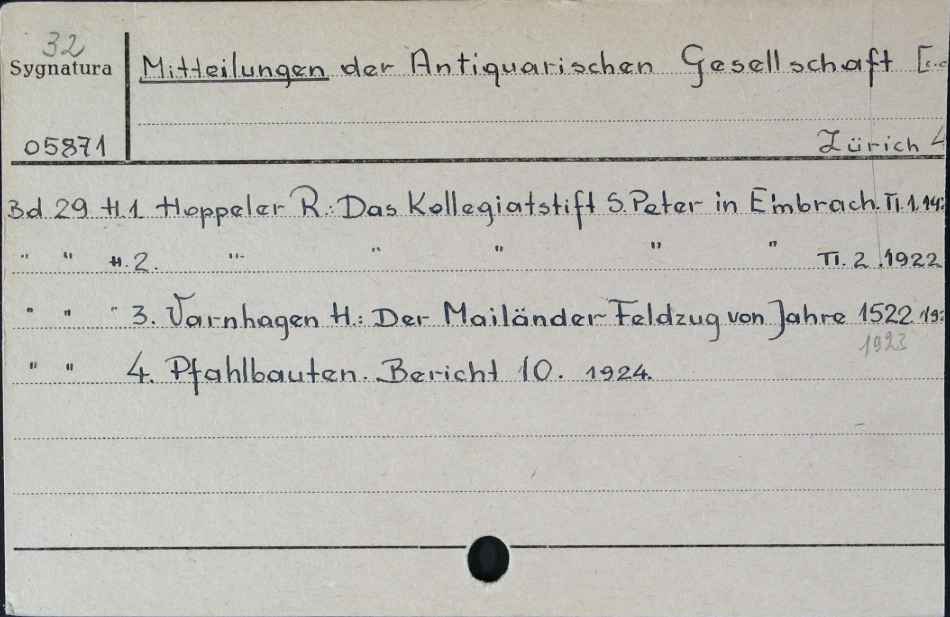 32
Sygnatura
Mitteilungen der Antiquarischen Gesellschaft [..
05871
Zürich
Bd 29 H.1 Hoppeler R.: Das Kollegiatstift S. Peter in Embrach. Tl. 1.
" " H. 2. " " " " " Tl. 2. 1922
" " " 3. Varnhagen H.: Der Mailänder Feldzug von Jahre 1522
1923
" " 4. Pfahlbauten. Bericht 10. 1924.